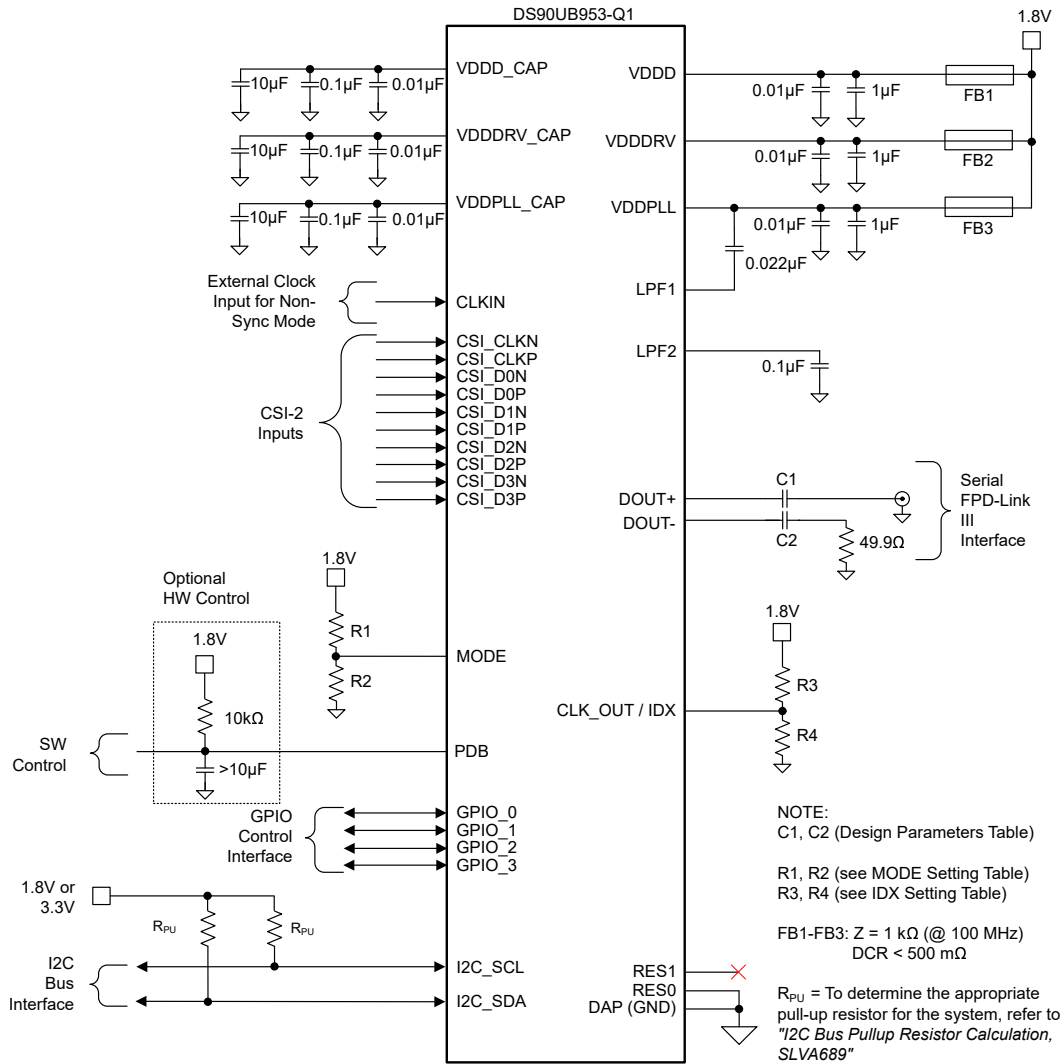 DS90UB953-Q1
1.8V
VDDD_CAP
10µF
0.1µF
0.01µF
VDDDRV_CAP
10µF
0.1µF
0.01µF
VDDPLL_CAP
10µF
0.1µF
0.01µF
External Clock
Input for Non-
Sync Mode
CLKIN
CSI-2
Inputs
CSI_CLKN
CSI_CLKP
CSI_D0N
CSI_D0P
CSI_D1N
CSI_D1P
CSI_D2N
CSI_D2P
CSI_D3N
CSI_D3P
1.8V
R1
R2
MODE
Optional
HW Control
1.8V
10kΩ
>10µF
SW
Control
PDB
GPIO
Control
Interface
GPIO_0
GPIO_1
GPIO_2
GPIO_3
1.8V or
3.3V
RPU
RPU
I2C
Bus
Interface
I2C_SCL
I2C_SDA
VDDD
0.01µF
1µF
FB1
VDDDRV
0.01µF
1µF
FB2
VDDPLL
0.01µF
1µF
FB3
0.022µF
LPF1
LPF2
0.1µF
DOUT+
DOUT-
C1
C2
49.9Ω
Serial
FPD-Link
III
Interface
1.8V
R3
R4
CLK_OUT / IDX
RES1
RES0
DAP (GND)
NOTE:
C1, C2 (Design Parameters Table)
R1, R2 (see MODE Setting Table)
R3, R4 (see IDX Setting Table)
FB1-FB3: Z = 1 kΩ (@ 100 MHz)
DCR < 500 mΩ
RPU = To determine the appropriate
pull-up resistor for the system, refer to
"I2C Bus Pullup Resistor Calculation,
SLVA689"